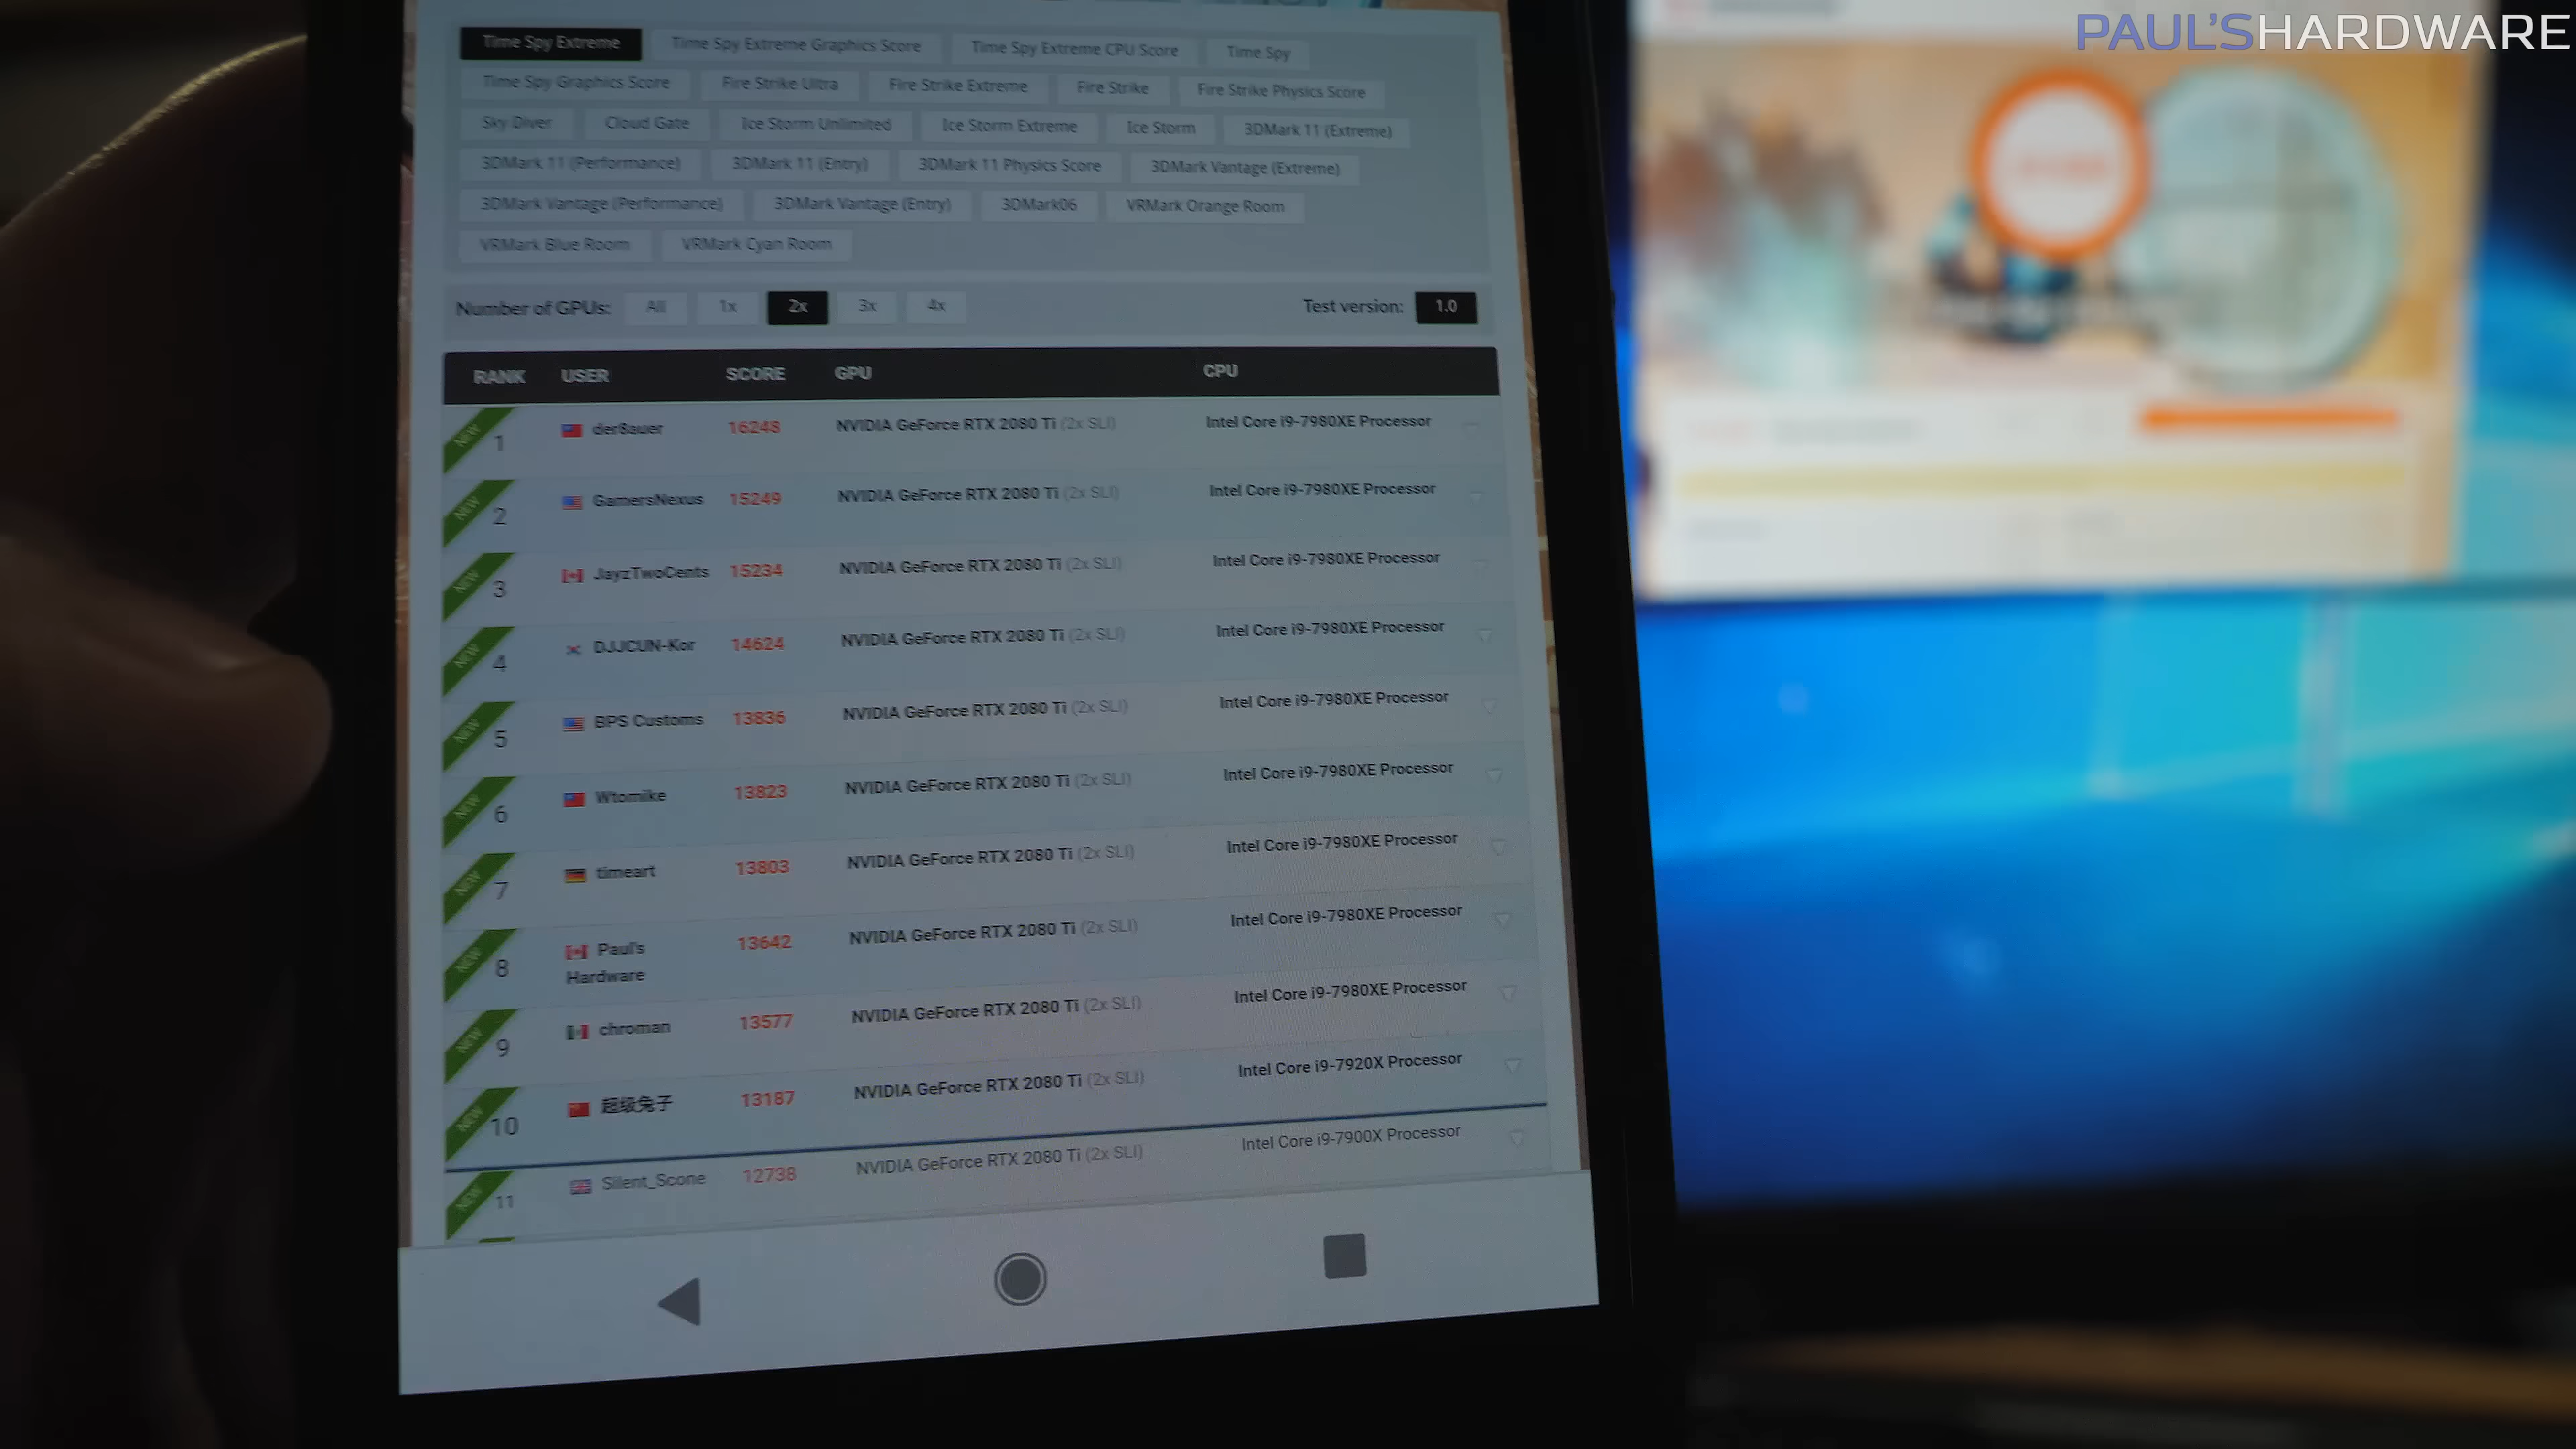 PAUL'SHARDWARE
Time Spy Extreme Time Spy Extreme Graphics Score Time Spy Extreme CPU Score Time Spy
Time Spy Graphics Score Fire Strike Ultra Fire Strike Extreme Fire Strike Fire Strike Physics Score
Sky Diver Cloud Gate Ice Storm Unlimited Ice Storm Extreme Ice Storm 3DMark 11 (Extreme)
3DMark 11 (Performance) 3DMark 11 (Entry) 3DMark 11 Physics Score 3DMark Vantage (Extreme)
3DMark Vantage (Performance) 3DMark Vantage (Entry) 3DMark06 VRMark Orange Room
VRMark Blue Room VRMark Cyan Room
Number of GPUs: All 1x 2x 3x 4x Test version: 1.0
RANK USER SCORE GPU CPU
NEW 1 der8auer 16248 NVIDIA GeForce RTX 2080 Ti (2x SLI) Intel Core i9-7980XE Processor
NEW 2 GamersNexus 15249 NVIDIA GeForce RTX 2080 Ti (2x SLI) Intel Core i9-7980XE Processor
NEW 3 JayzTwoCents 15234 NVIDIA GeForce RTX 2080 Ti (2x SLI) Intel Core i9-7980XE Processor
NEW 4 DJJCUN-Kor 14624 NVIDIA GeForce RTX 2080 Ti (2x SLI) Intel Core i9-7980XE Processor
NEW 5 BPS Customs 13836 NVIDIA GeForce RTX 2080 Ti (2x SLI) Intel Core i9-7980XE Processor
NEW 6 Wtomike 13823 NVIDIA GeForce RTX 2080 Ti (2x SLI) Intel Core i9-7980XE Processor
NEW 7 timeart 13803 NVIDIA GeForce RTX 2080 Ti (2x SLI) Intel Core i9-7980XE Processor
NEW 8 Paul's 13642 NVIDIA GeForce RTX 2080 Ti (2x SLI) Intel Core i9-7980XE Processor
Hardware
NEW 9 chroman 13577 NVIDIA GeForce RTX 2080 Ti (2x SLI) Intel Core i9-7980XE Processor
NEW 10 超级兔子 13187 NVIDIA GeForce RTX 2080 Ti (2x SLI) Intel Core i9-7920X Processor
NEW 11 Silent_Scone 12738 NVIDIA GeForce RTX 2080 Ti (2x SLI) Intel Core i9-7900X Processor